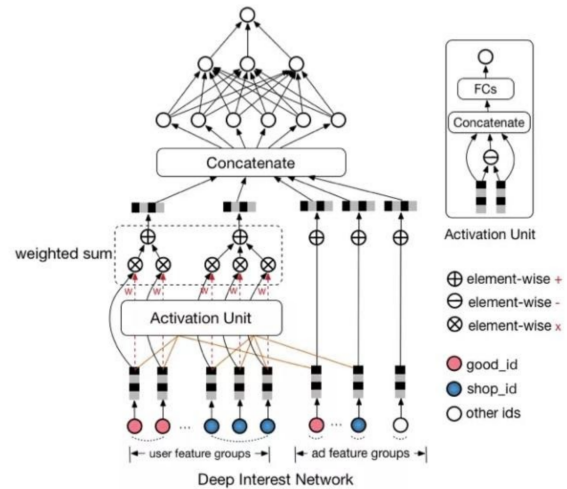 Concatenate
weighted sum
w
w
w
w
w
Activation Unit
...
...
user feature groups
ad feature groups
Deep Interest Network
FCs
Concatenate
Activation Unit
element-wise +
element-wise -
element-wise x
good_id
shop_id
other ids